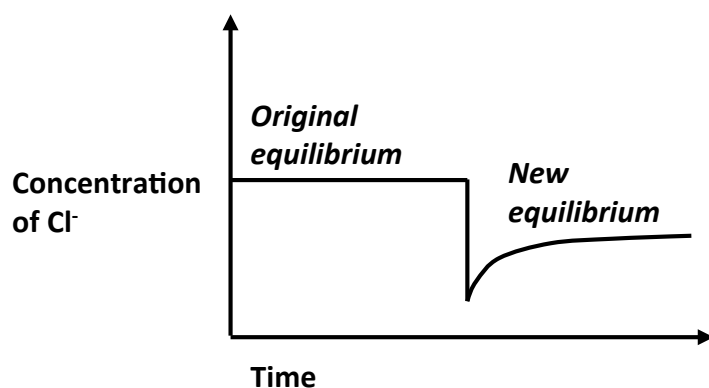 Original
equilibrium
New
equilibrium
Concentration
of Cl⁻
Time